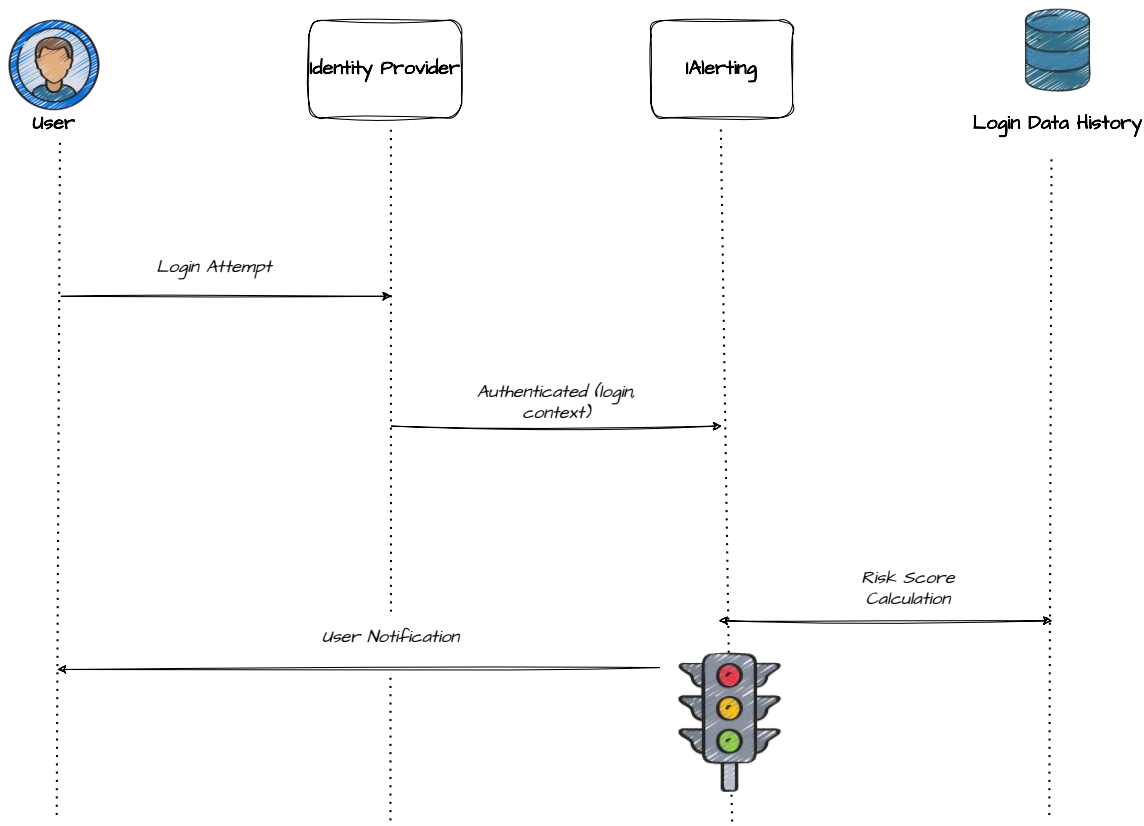 User
Identity Provider
IAlerting
Login Data History
Login Attempt
Authenticated (login,
context)
Risk Score
Calculation
User Notification